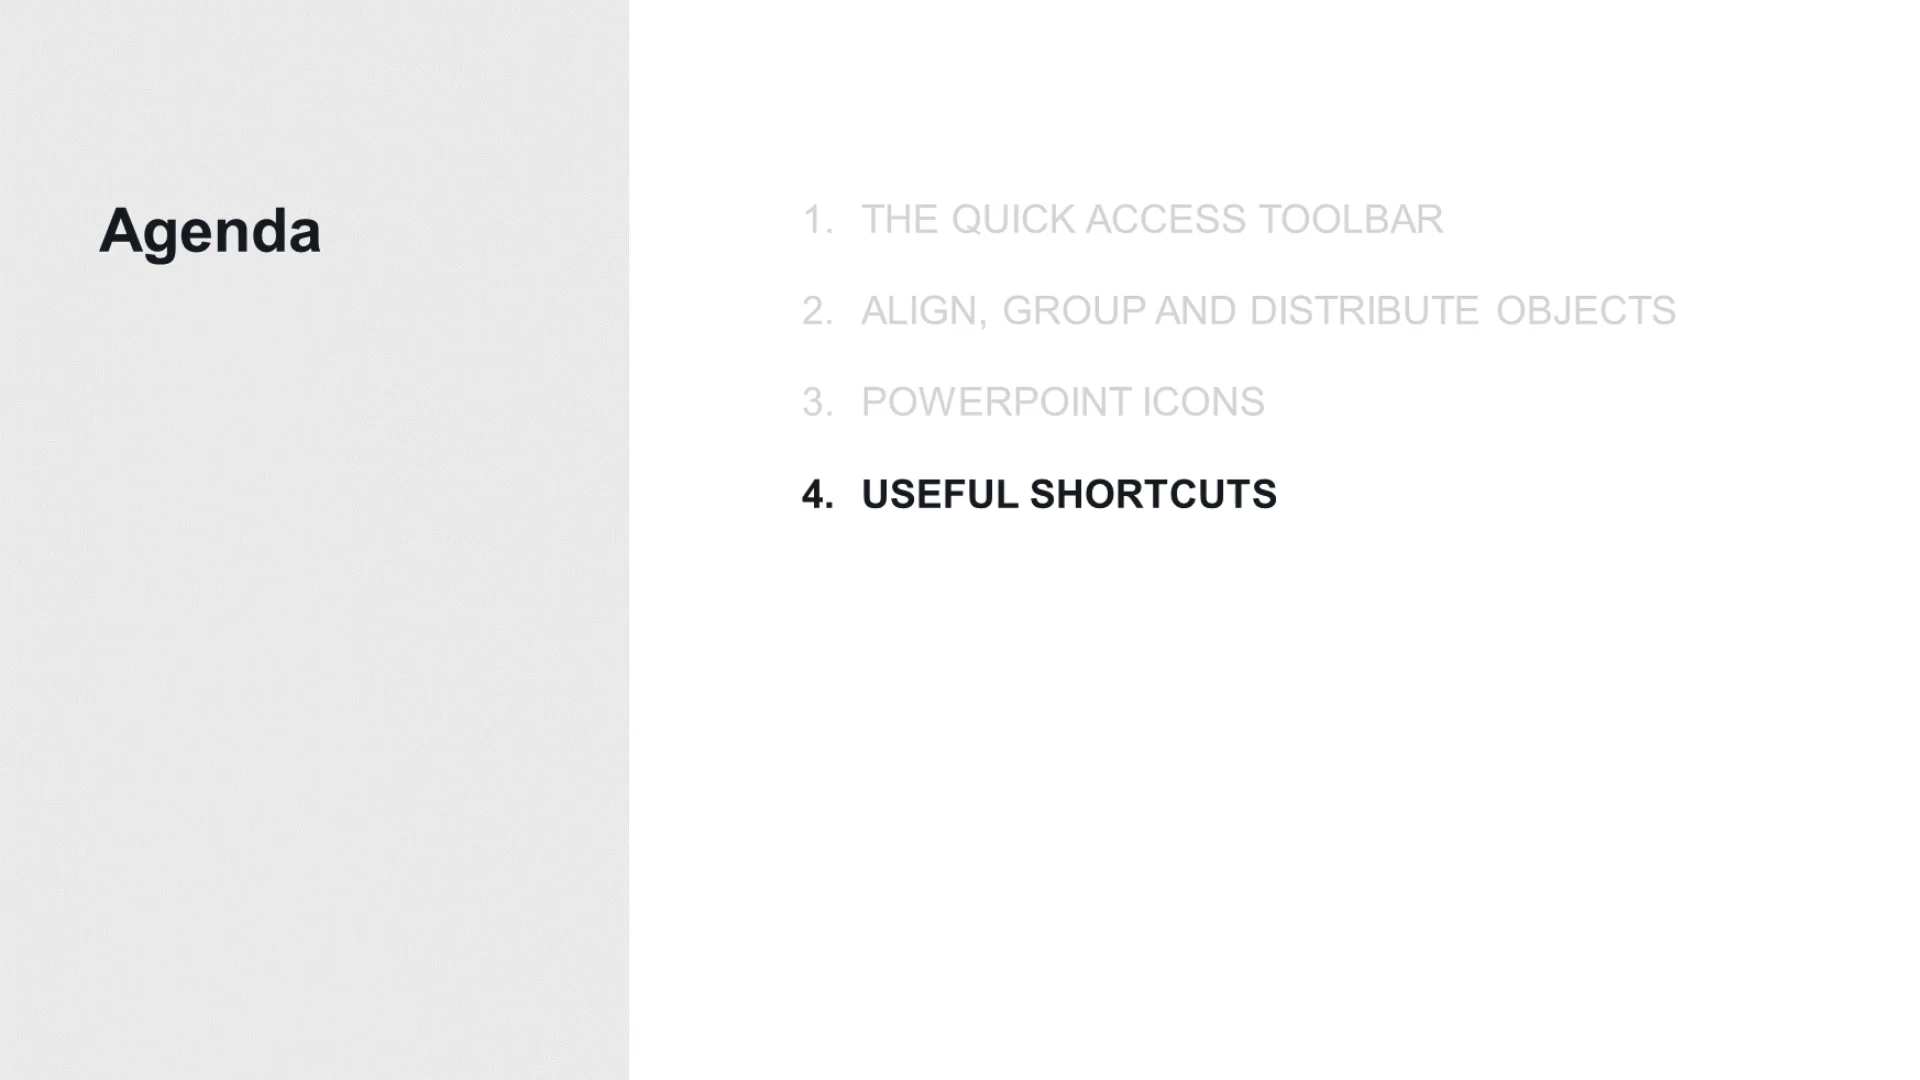 Agenda
1. THE QUICK ACCESS TOOLBAR
2. ALIGN, GROUP AND DISTRIBUTE OBJECTS
3. POWERPOINT ICONS
4. USEFUL SHORTCUTS